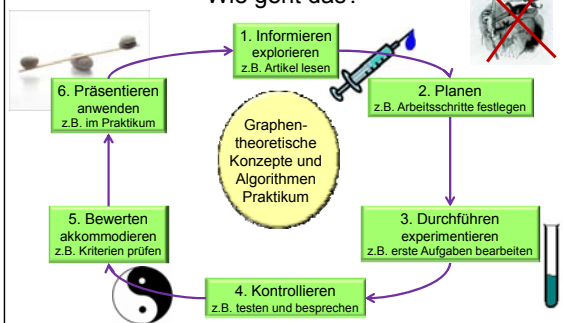 Wie geht das?
1. Informieren
explorieren
z.B. Artikel lesen
2. Planen
z.B. Arbeitsschritte festlegen
3. Durchführen
experimentieren
z.B. erste Aufgaben bearbeiten
4. Kontrollieren
z.B. testen und besprechen
5. Bewerten
akkommodieren
z.B. Kriterien prüfen
6. Präsentieren
anwenden
z.B. im Praktikum
Graphen-
theoretische
Konzepte und
Algorithmen
Praktikum